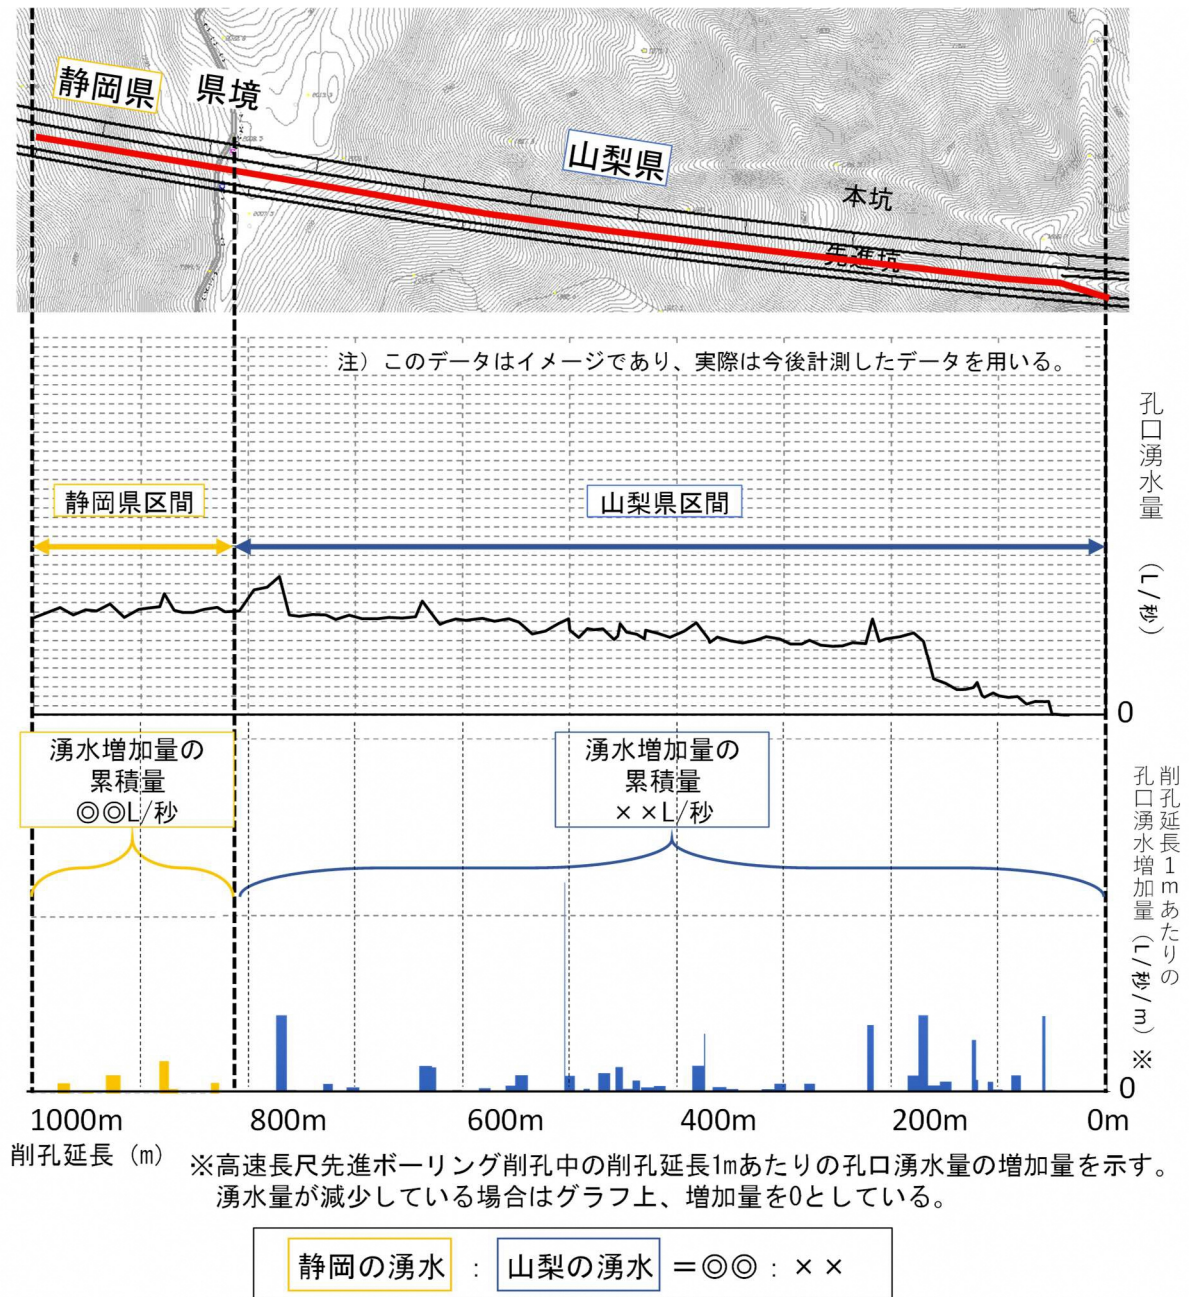 静岡県
県境
山梨県
本坑
先進坑
注）このデータはイメージであり、実際は今後計測したデータを用いる。
孔口湧水量（L/秒）
静岡県区間
山梨県区間
0
湧水増加量の
累積量
◎◎L/秒
湧水増加量の
累積量
××L/秒
削孔延長1mあたりの
孔口湧水増加量（L/秒/m）※
0
1000m
800m
600m
400m
200m
0m
削孔延長（m）
※高速長尺先進ボーリング削孔中の削孔延長1mあたりの孔口湧水量の増加量を示す。
湧水量が減少している場合はグラフ上、増加量を0としている。
静岡の湧水 : 山梨の湧水 ＝◎◎：××